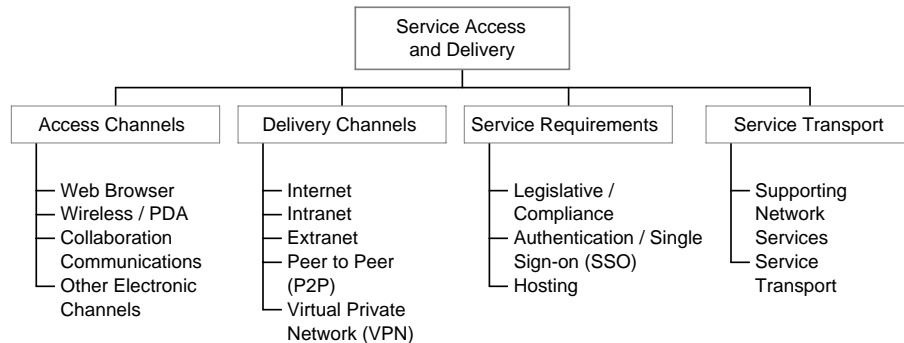 Service Access
and Delivery
Access Channels
Web Browser
Wireless / PDA
Collaboration
Communications
Other Electronic
Channels
Delivery Channels
Internet
Intranet
Extranet
Peer to Peer
(P2P)
Virtual Private
Network (VPN)
Service Requirements
Legislative /
Compliance
Authentication / Single
Sign-on (SSO)
Hosting
Service Transport
Supporting
Network
Services
Service
Transport